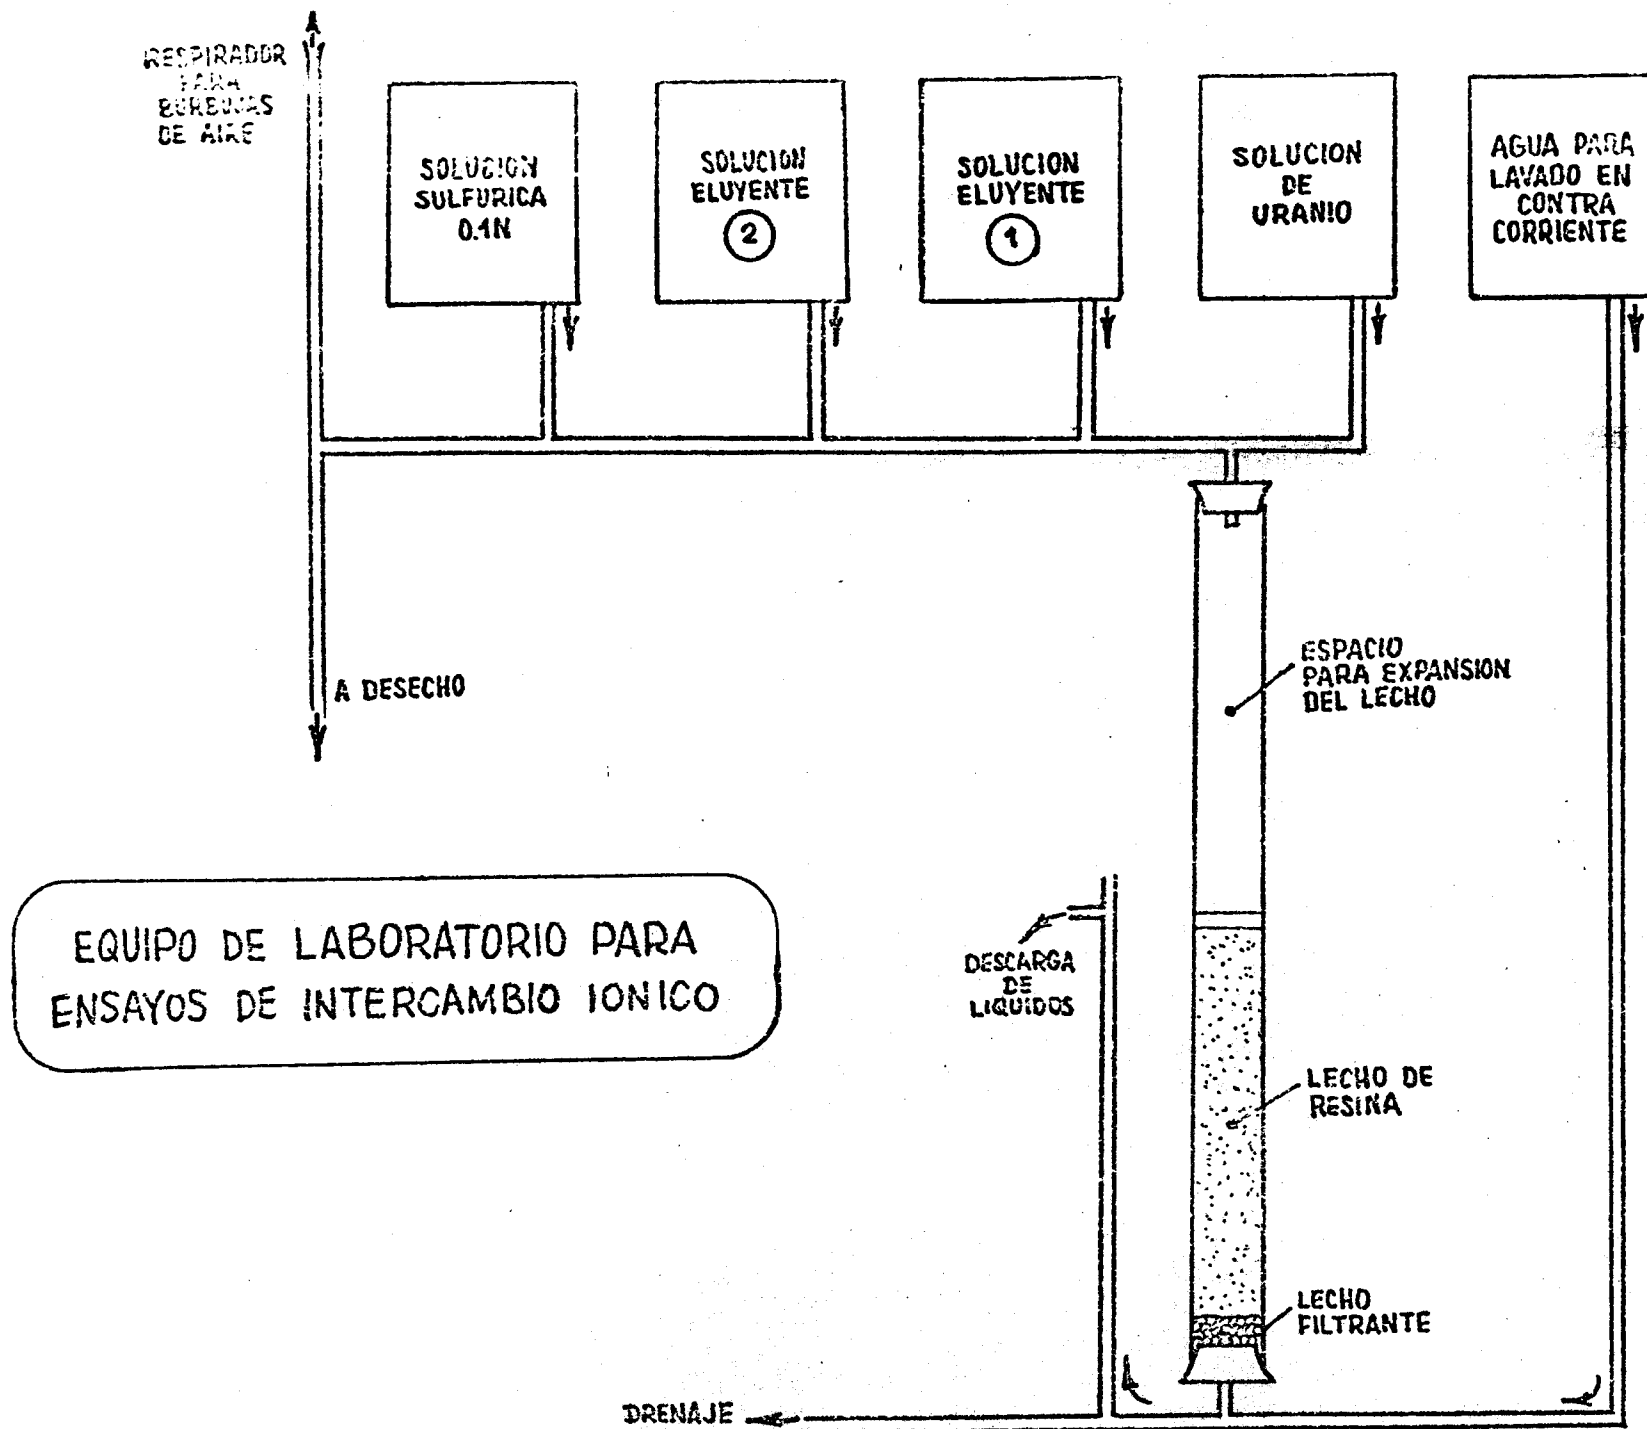 RESPIRADOR
PARA
BURBUJAS
DE AIRE
SOLUCION
SULFURICA
0.1N
SOLUCION
ELUYENTE
2
SOLUCION
ELUYENTE
1
SOLUCION
DE
URANIO
AGUA PARA
LAVADO EN
CONTRA
CORRIENTE
A DESECHO
ESPACIO
PARA EXPANSION
DEL LECHO
EQUIPO DE LABORATORIO PARA
ENSAYOS DE INTERCAMBIO IONICO
DESCARGA
DE
LIQUIDOS
LECHO DE
RESINA
LECHO
FILTRANTE
DRENAJE